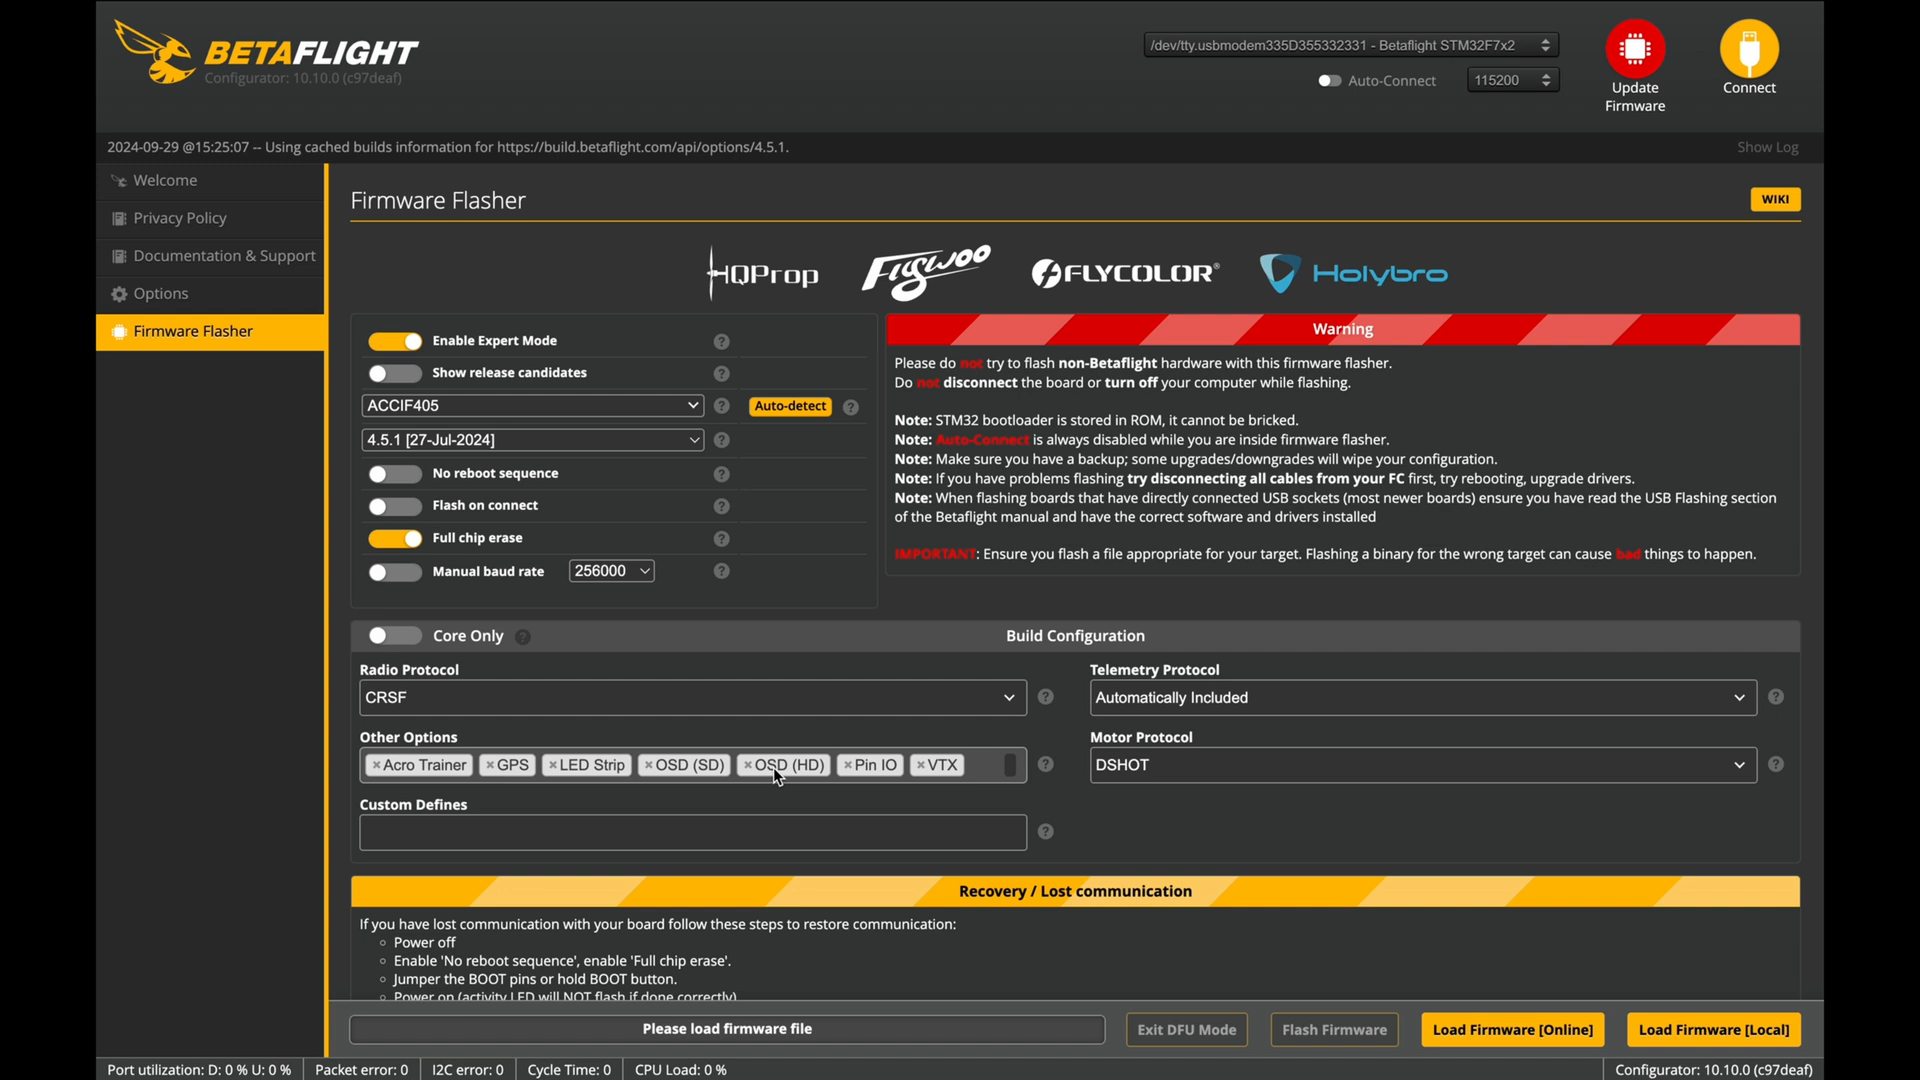 BETAFLIGHT
Configurator: 10.10.0 (c97deaf)
/dev/tty.usbmodem335D355332331 - Betaflight STM32F7x2
Auto-Connect
115200
Update
Firmware
Connect
2024-09-29 @15:25:07 -- Using cached builds information for https://build.betaflight.com/api/options/4.5.1.
Show Log
Welcome
Privacy Policy
Documentation & Support
Options
Firmware Flasher
Firmware Flasher
WIKI
HQProp
Flywoo
FLYCOLOR®
Holybro
Enable Expert Mode
Show release candidates
ACCIF405
Auto-detect
4.5.1 [27-Jul-2024]
No reboot sequence
Flash on connect
Full chip erase
Manual baud rate
256000
Warning
Please do not try to flash non-Betaflight hardware with this firmware flasher.
Do not disconnect the board or turn off your computer while flashing.
Note: STM32 bootloader is stored in ROM, it cannot be bricked.
Note: Auto-Connect is always disabled while you are inside firmware flasher.
Note: Make sure you have a backup; some upgrades/downgrades will wipe your configuration.
Note: If you have problems flashing try disconnecting all cables from your FC first, try rebooting, upgrade drivers.
Note: When flashing boards that have directly connected USB sockets (most newer boards) ensure you have read the USB Flashing section
of the Betaflight manual and have the correct software and drivers installed
IMPORTANT: Ensure you flash a file appropriate for your target. Flashing a binary for the wrong target can cause bad things to happen.
Core Only
Build Configuration
Radio Protocol
CRSF
Telemetry Protocol
Automatically Included
Other Options
×Acro Trainer ×GPS ×LED Strip ×OSD (SD) ×OSD (HD) ×Pin IO ×VTX
Motor Protocol
DSHOT
Custom Defines
Recovery / Lost communication
If you have lost communication with your board follow these steps to restore communication:
Power off
Enable 'No reboot sequence', enable 'Full chip erase'.
Jumper the BOOT pins or hold BOOT button.
Power on (activity LED will NOT flash if done correctly)
Please load firmware file
Exit DFU Mode
Flash Firmware
Load Firmware [Online]
Load Firmware [Local]
Port utilization: D: 0 % U: 0 %
Packet error: 0
I2C error: 0
Cycle Time: 0
CPU Load: 0 %
Configurator: 10.10.0 (c97deaf)